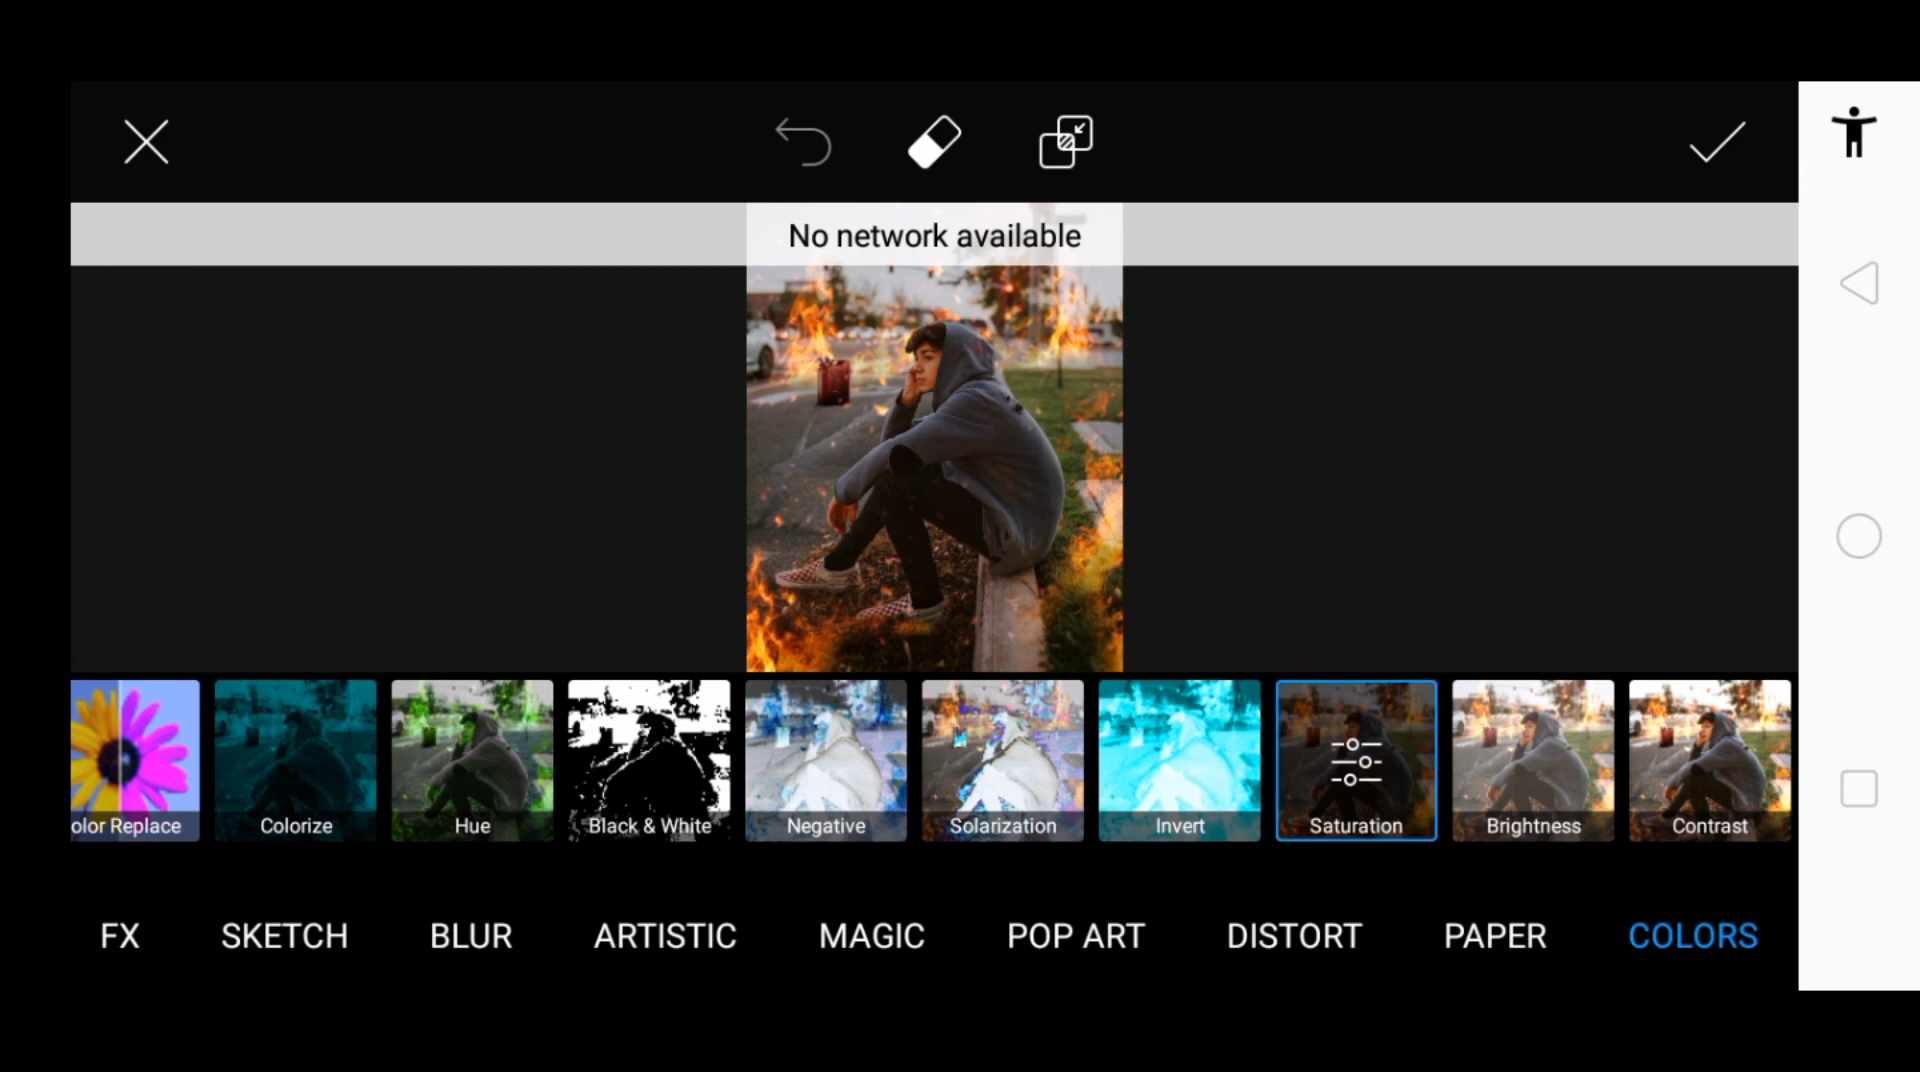 No network available
olor Replace
Colorize
Hue
Black & White
Negative
Solarization
Invert
Saturation
Brightness
Contrast
FX
SKETCH
BLUR
ARTISTIC
MAGIC
POP ART
DISTORT
PAPER
COLORS